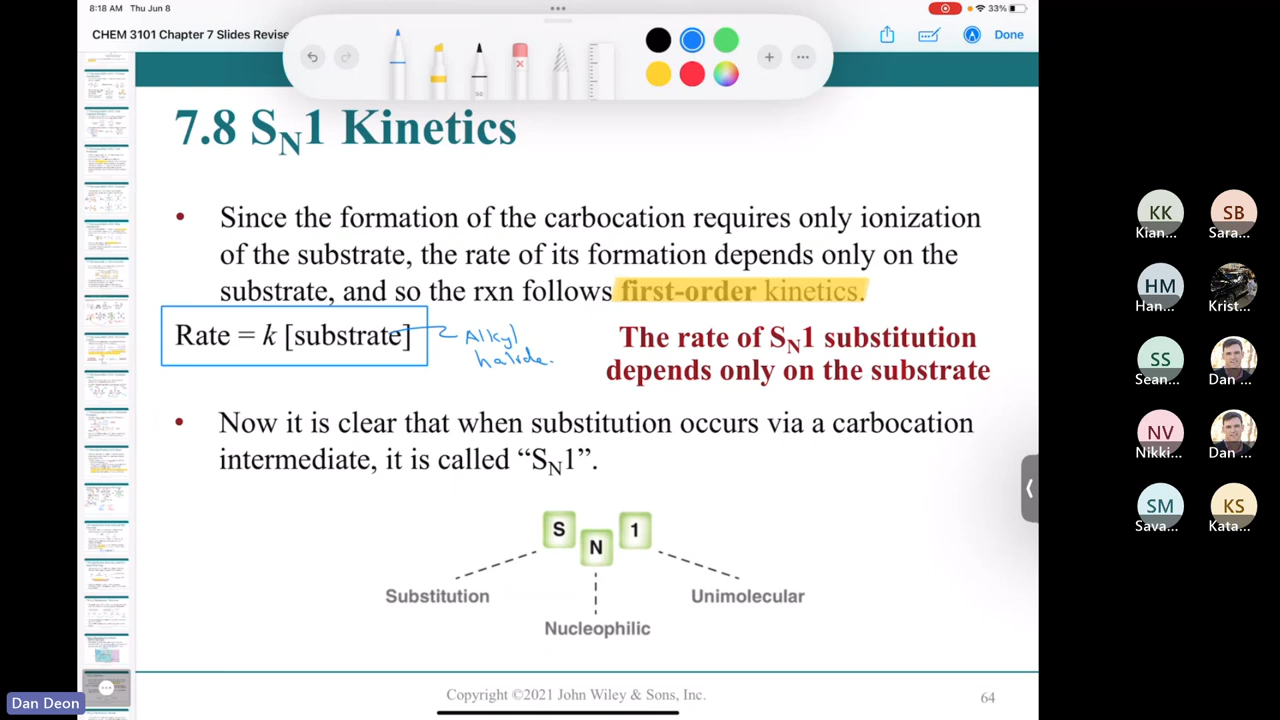 8:18 AM Thu Jun 8
33%
CHEM 3101 Chapter 7 Slides Revise
50
Done
7.8 SN1 Kinetics
• Since the formation of the carbocation requires only ionization
of the substrate, the rate of its formation depends only on the
substrate, and so the rxn follows first-order kinetics.
Rate = k [substrate]
Alkyl
halide.
The rate of SN1 substitution
depends only on the substrate
• Now it is clear that when substitution occurs via a carbocation
intermediate, it is called “SN1”.
S N 1
Substitution
Unimolecular
Nucleophilic
Copyright ©2021 John Wiley & Sons, Inc.
64
Dan Deon
KK
Kian...
SB
Sara...
HM
Han...
Krist...
SS
Sean...
Dan ...
NV
Nikki...
Dan ...
SM
Sava...
KS
Kata...